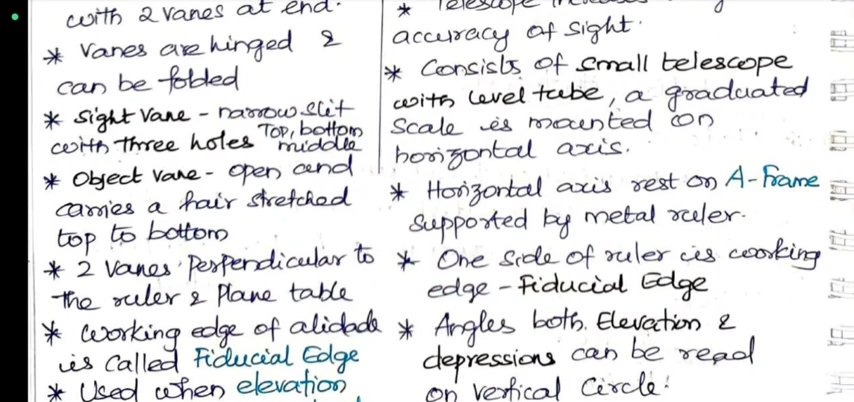 with 2 vanes at end.
* Vanes are hinged &
can be folded
* Sight Vane - narrow slit
with three holes Top, bottom
middle
* Object Vane - open and
carries a hair stretched
top to bottom
* 2 Vanes Perpendicular to
the ruler & Plane table
* Working edge of alidade
is called Fiducial Edge
* Used when elevation
* Telescope
accuracy of sight.
* Consists of small telescope
with level tube, a graduated
Scale is mounted on
horizontal axis.
* Horizontal axis rest on A-Frame
supported by metal ruler.
* One side of ruler is working
edge - Fiducial Edge
* Angles both Elevation &
depressions can be read
on vertical Circle.